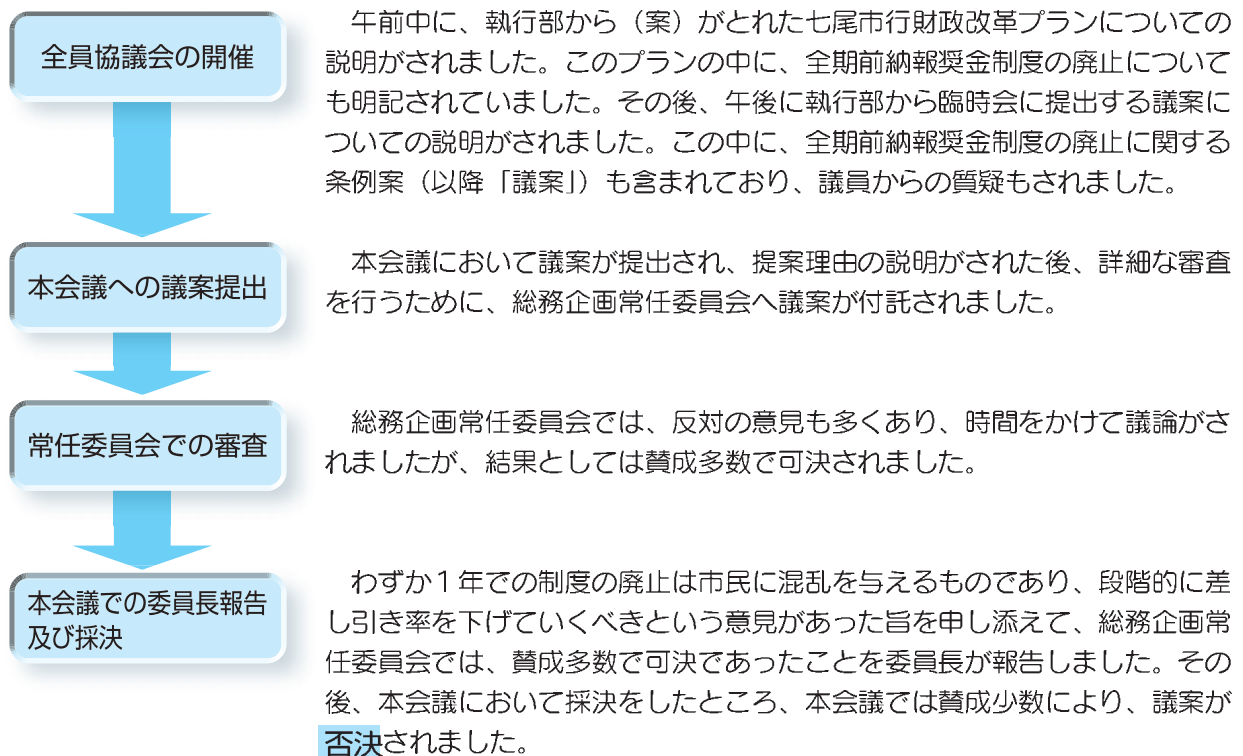 全員協議会の開催
午前中に、執行部から（案）がとれた七尾市行財政改革プランについての
説明がされました。このプランの中に、全期前納報奨金制度の廃止について
も明記されていました。その後、午後に執行部から臨時会に提出する議案に
ついての説明がされました。この中に、全期前納報奨金制度の廃止に関する
条例案（以降「議案」）も含まれており、議員からの質疑もされました。
本会議への議案提出
本会議において議案が提出され、提案理由の説明がされた後、詳細な審査
を行うために、総務企画常任委員会へ議案が付託されました。
常任委員会での審査
総務企画常任委員会では、反対の意見も多くあり、時間をかけて議論がさ
れましたが、結果としては賛成多数で可決されました。
本会議での委員長報告
及び採決
わずか１年での制度の廃止は市民に混乱を与えるものであり、段階的に差
し引き率を下げていくべきという意見があった旨を申し添えて、総務企画常
任委員会では、賛成多数で可決であったことを委員長が報告しました。その
後、本会議において採決をしたところ、本会議では賛成少数により、議案が
否決されました。